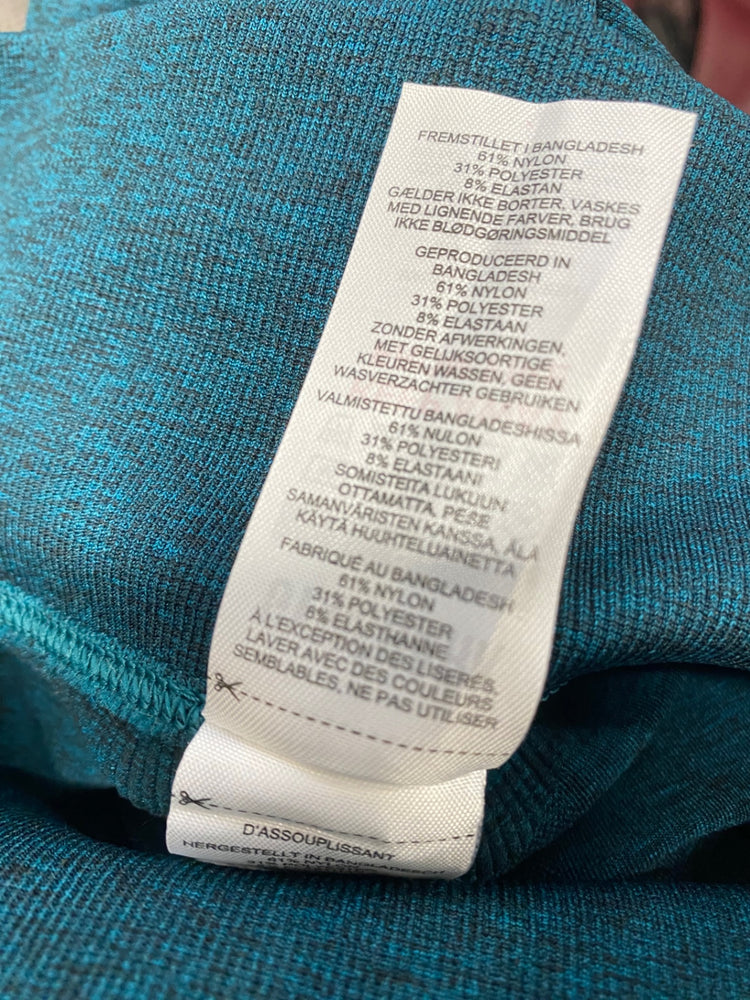 FREMSTILLET I BANGLADESH
61% NYLON
31% POLYESTER
8% ELASTAN
GÆLDER IKKE BORTER, VASKES
MED LIGNENDE FARVER, BRUG
IKKE BLØDGØRINGSMIDDEL
GEPRODUCEERD IN
BANGLADESH
61% NYLON
31% POLYESTER
8% ELASTAAN
ZONDER AFWERKINGEN,
MET GELIJKSOORTIGE
KLEUREN WASSEN, GEEN
WASVERZACHTER GEBRUIKEN
VALMISTETTU BANGLADESHISSA
61% NULON
31% POLYESTERI
8% ELASTAANI
SOMISTEITA LUKUUN
OTTAMATTA, PESE
SAMANVÄRISTEN KANSSA, ÄLÄ
KÄYTÄ HUUHTELUAINETTA
FABRIQUÉ AU BANGLADESH
61% NYLON
31% POLYESTER
8% ELASTHANNE
À L'EXCEPTION DES LISERÉS,
LAVER AVEC DES COULEURS
SEMBLABLES, NE PAS UTILISER
D'ASSOUPLISSANT
HERGESTELLT IN BANGLADESCH
61% NYLON